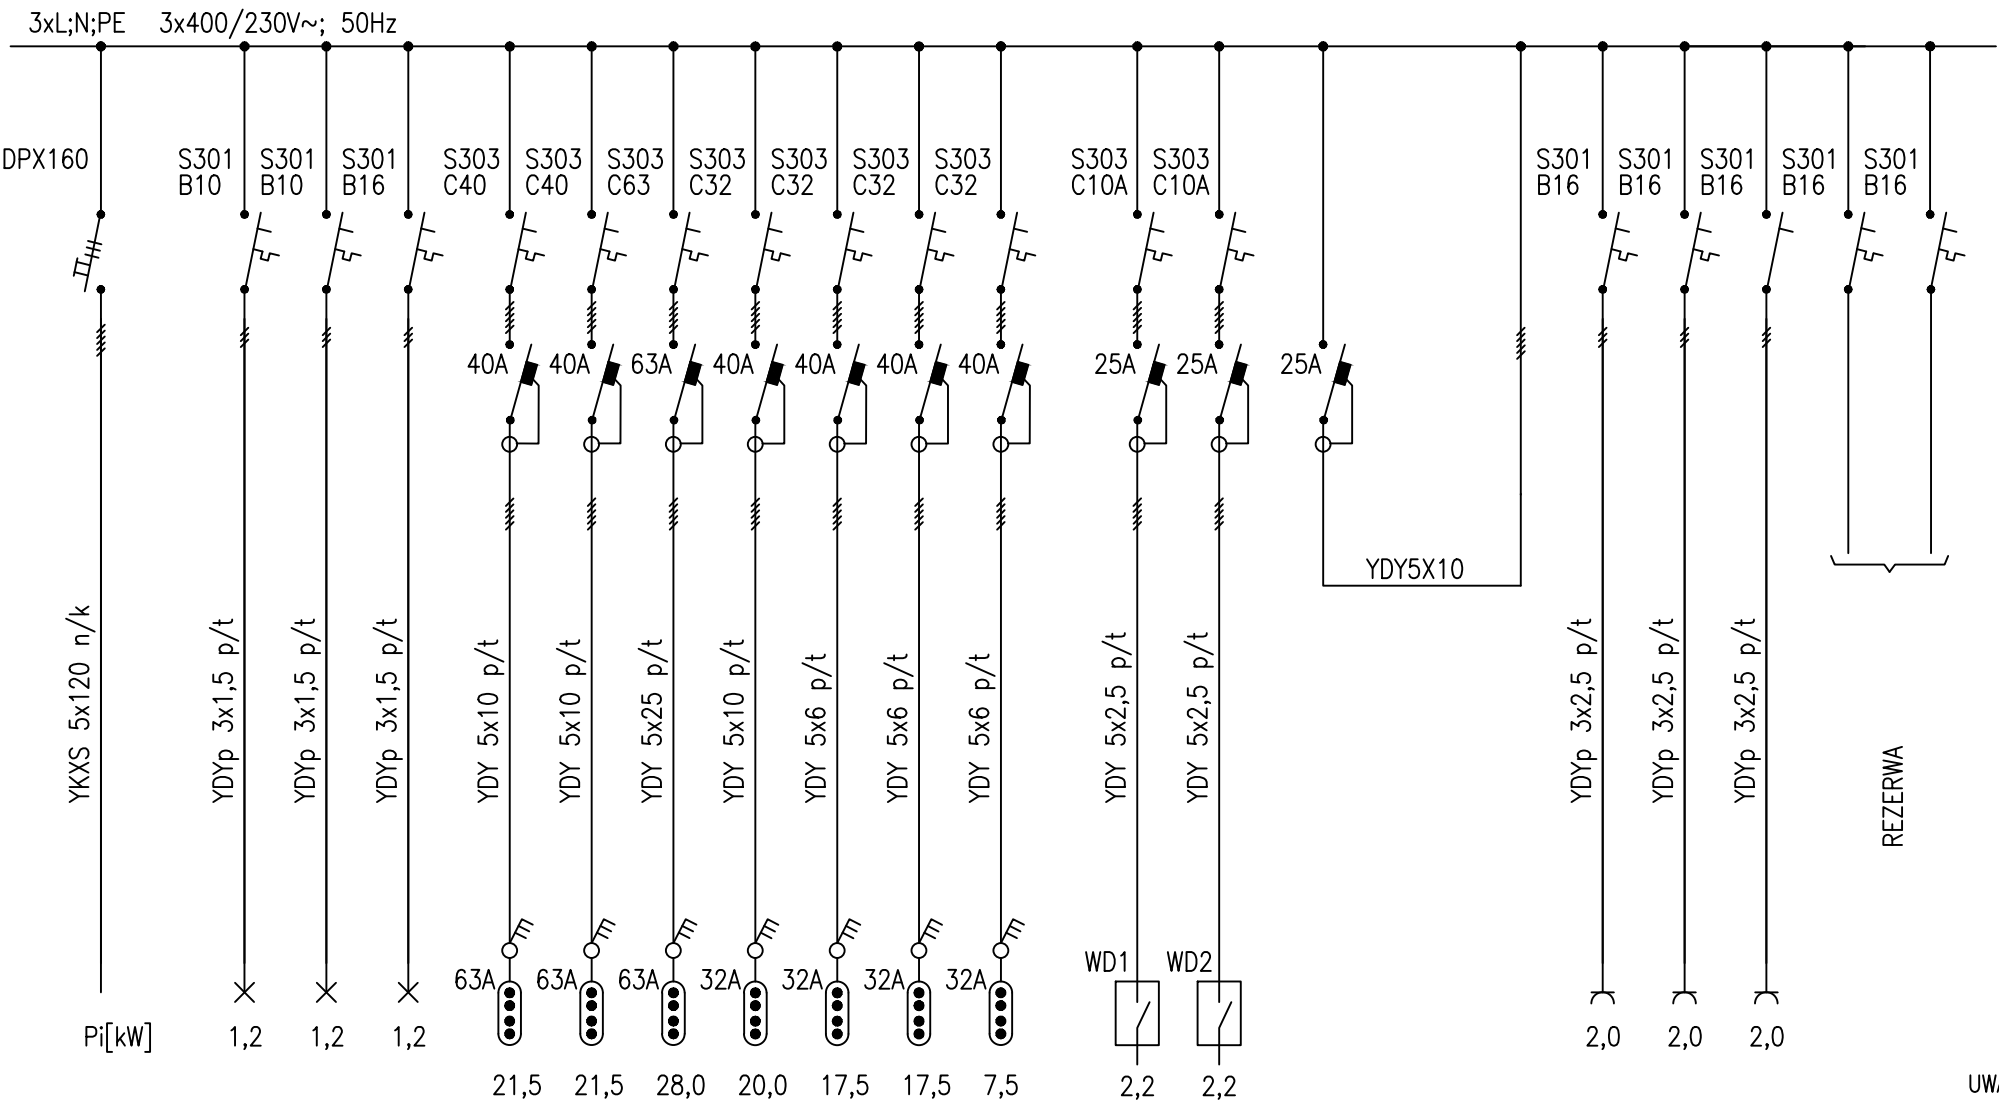 3xL;N;PE 3x400/230V~; 50Hz
DPX160 S301 S301 S301 S303 S303 S303 S303 S303 S303 S303 S303 S303 S301 S301 S301 S301 S301
B10 B10 B16 C40 C40 C63 C32 C32 C32 C32 C10A C10A B16 B16 B16 B16 B16
40A 40A 63A 40A 40A 40A 40A 25A 25A 25A
YDY5X10
YKXS 5x120 n/k
YDYp 3x1,5 p/t
YDYp 3x1,5 p/t
YDYp 3x1,5 p/t
YDY 5x10 p/t
YDY 5x10 p/t
YDY 5x25 p/t
YDY 5x10 p/t
YDY 5x6 p/t
YDY 5x6 p/t
YDY 5x6 p/t
YDY 5x2,5 p/t
YDY 5x2,5 p/t
YDYp 3x2,5 p/t
YDYp 3x2,5 p/t
YDYp 3x2,5 p/t
REZERWA
WD1 WD2
63A 63A 63A 32A 32A 32A 32A
Pi[kW] 1,2 1,2 1,2 2,0 2,0 2,0
21,5 21,5 28,0 20,0 17,5 17,5 7,5 2,2 2,2